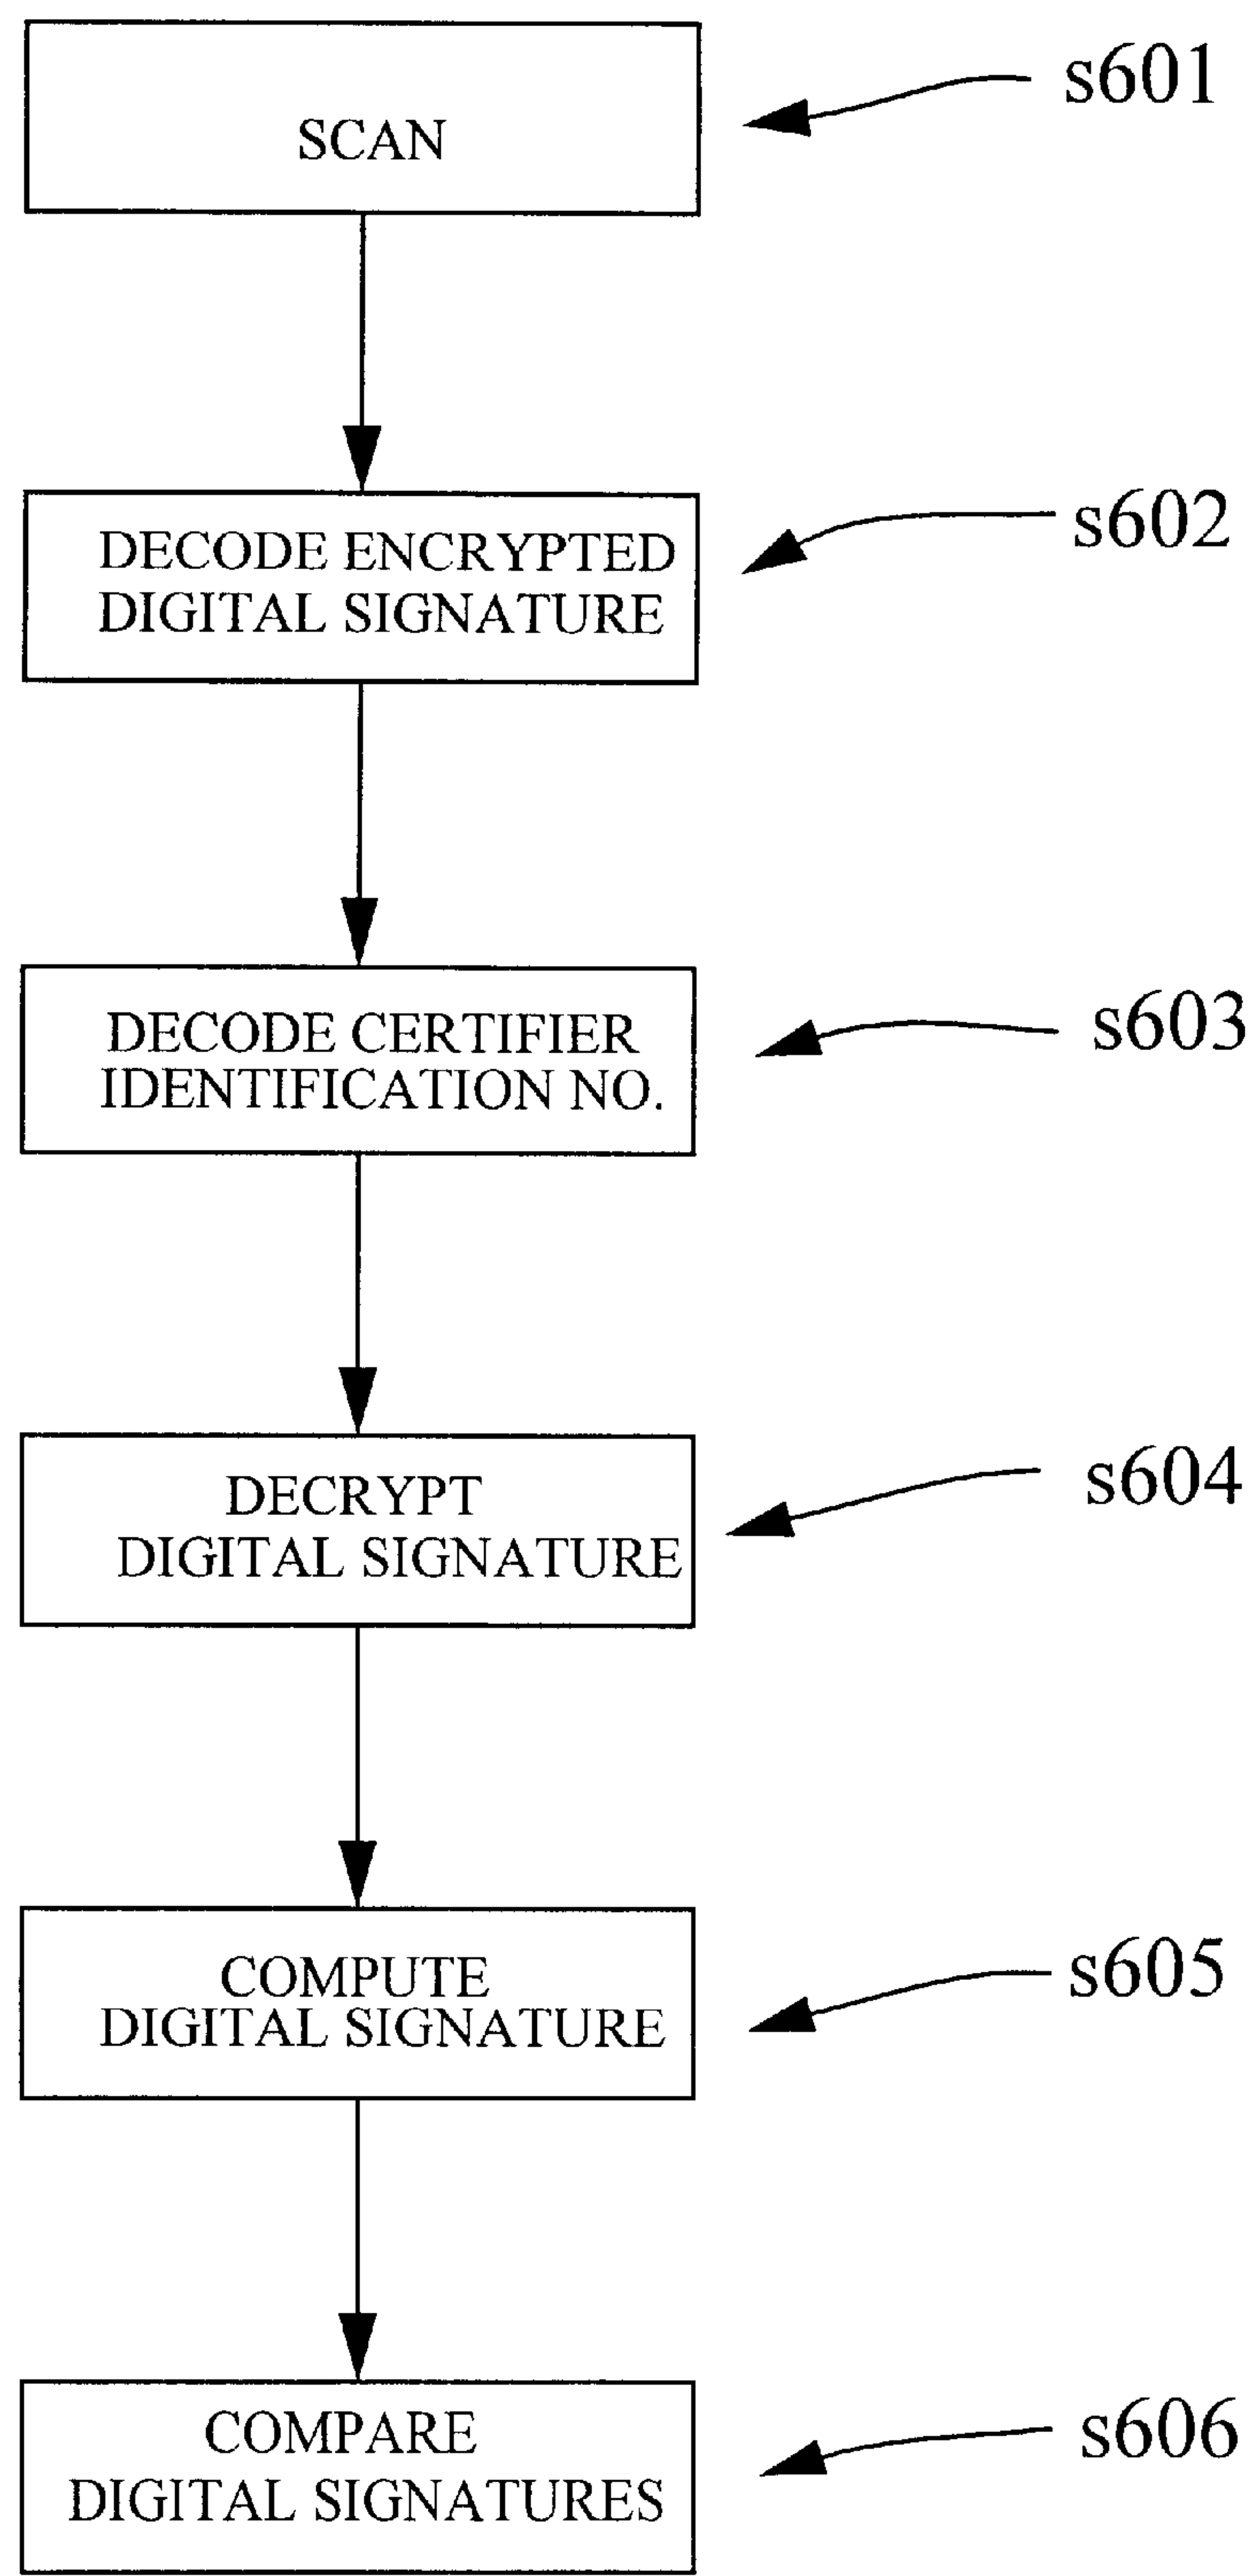 SCAN
s601
DECODE ENCRYPTED
DIGITAL SIGNATURE
s602
DECODE CERTIFIER
IDENTIFICATION NO.
s603
DECRYPT
DIGITAL SIGNATURE
s604
COMPUTE
DIGITAL SIGNATURE
s605
COMPARE
DIGITAL SIGNATURES
s606